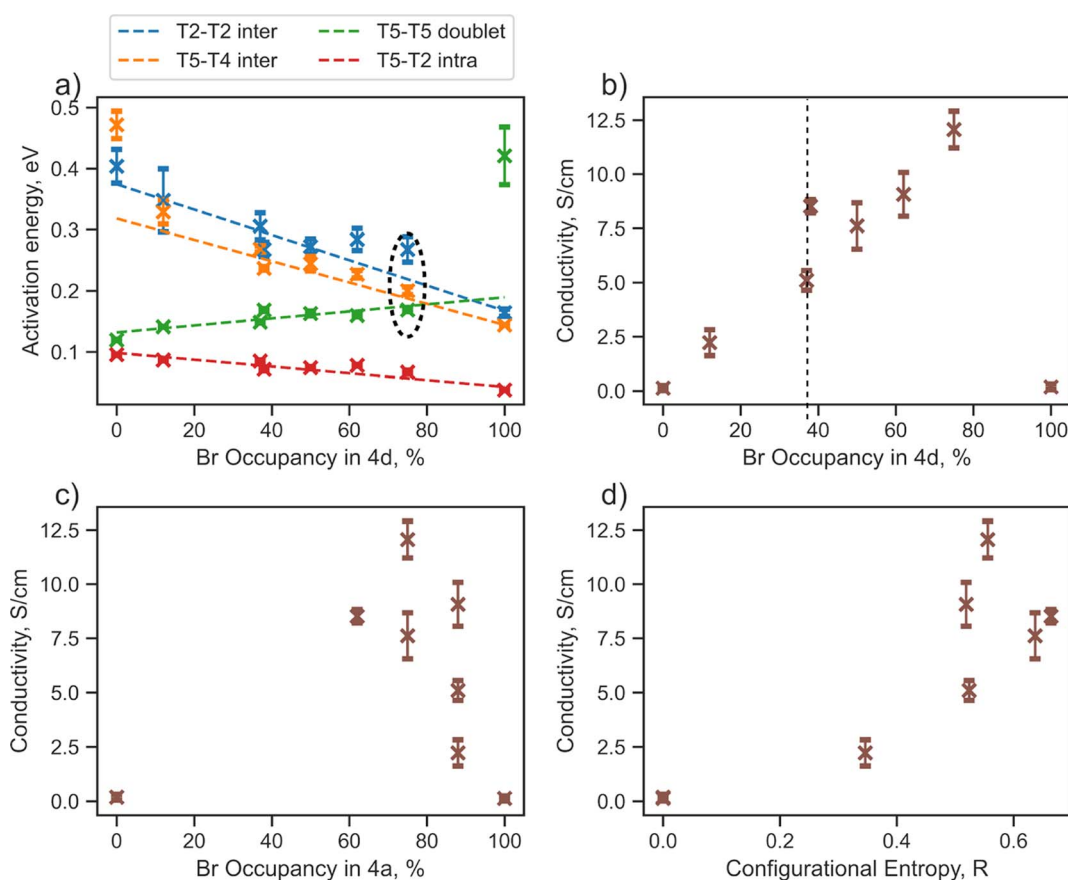 T2-T2 inter
T5-T4 inter
T5-T5 doublet
T5-T2 intra
a)
Activation energy, eV
0.5
0.4
0.3
0.2
0.1
0 20 40 60 80 100
Br Occupancy in 4d, %
b)
Conductivity, S/cm
12.5
10.0
7.5
5.0
2.5
0.0
0 20 40 60 80 100
Br Occupancy in 4d, %
c)
Conductivity, S/cm
12.5
10.0
7.5
5.0
2.5
0.0
0 20 40 60 80 100
Br Occupancy in 4a, %
d)
Conductivity, S/cm
12.5
10.0
7.5
5.0
2.5
0.0
0.0 0.2 0.4 0.6
Configurational Entropy, R